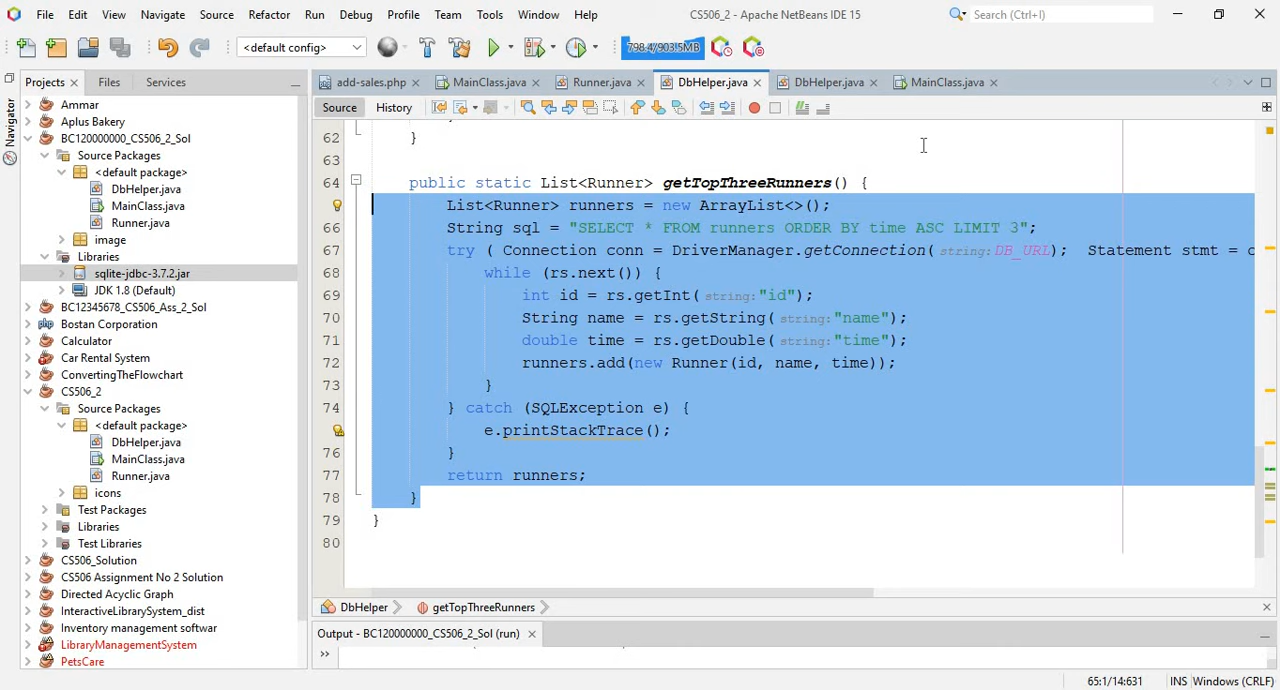 File Edit View Navigate Source Refactor Run Debug Profile Team Tools Window Help CS506_2 - Apache NetBeans IDE 15 Search (Ctrl+I)
<default config> 798.4/903.5MB
Projects Files Services add-sales.php MainClass.java Runner.java DbHelper.java DbHelper.java MainClass.java
Navigator
Source History
Ammar
Aplus Bakery
BC120000000_CS506_2_Sol
Source Packages
<default package>
DbHelper.java
MainClass.java
Runner.java
image
Libraries
sqlite-jdbc-3.7.2.jar
JDK 1.8 (Default)
BC12345678_CS506_Ass_2_Sol
Bostan Corporation
Calculator
Car Rental System
ConvertingTheFlowchart
CS506_2
Source Packages
<default package>
DbHelper.java
MainClass.java
Runner.java
icons
Test Packages
Libraries
Test Libraries
CS506_Solution
CS506 Assignment No 2 Solution
Directed Acyclic Graph
InteractiveLibrarySystem_dist
Inventory management softwar
LibraryManagementSystem
PetsCare
62 }
63
64 public static List<Runner> getTopThreeRunners() {
List<Runner> runners = new ArrayList<>();
66 String sql = "SELECT * FROM runners ORDER BY time ASC LIMIT 3";
67 try ( Connection conn = DriverManager.getConnection(string:DB_URL); Statement stmt = c
68 while (rs.next()) {
69 int id = rs.getInt(string:"id");
70 String name = rs.getString(string:"name");
71 double time = rs.getDouble(string:"time");
72 runners.add(new Runner(id, name, time));
73 }
74 } catch (SQLException e) {
e.printStackTrace();
76 }
77 return runners;
78 }
79 }
80
DbHelper getTopThreeRunners
Output - BC120000000_CS506_2_Sol (run)
65:1/14:631 INS Windows (CRLF)